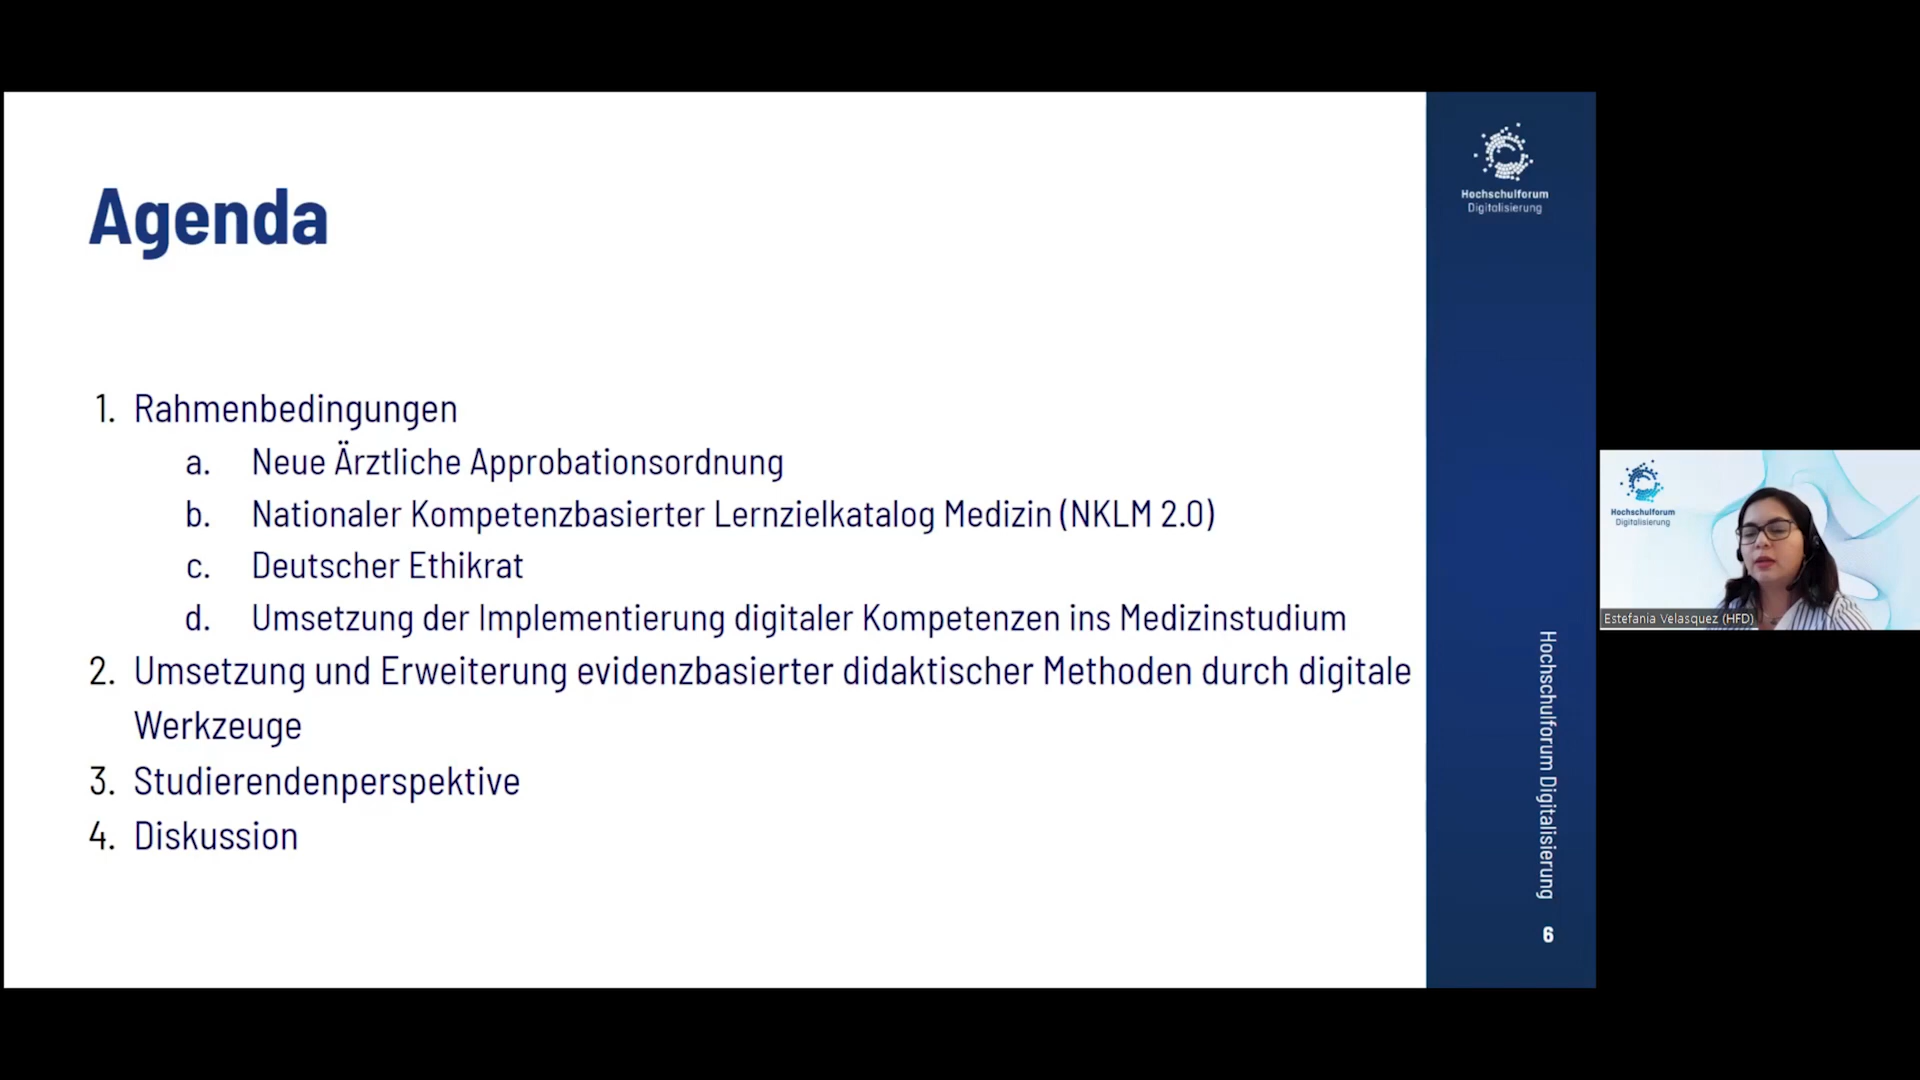 Agenda
1. Rahmenbedingungen
a. Neue Ärztliche Approbationsordnung
b. Nationaler Kompetenzbasierter Lernzielkatalog Medizin (NKLM 2.0)
c. Deutscher Ethikrat
d. Umsetzung der Implementierung digitaler Kompetenzen ins Medizinstudium
2. Umsetzung und Erweiterung evidenzbasierter didaktischer Methoden durch digitale
Werkzeuge
3. Studierendenperspektive
4. Diskussion
Hochschulforum
Digitalisierung
Hochschulforum Digitalisierung
6
Hochschulforum
Digitalisierung
Estefania Velasquez (HFD)